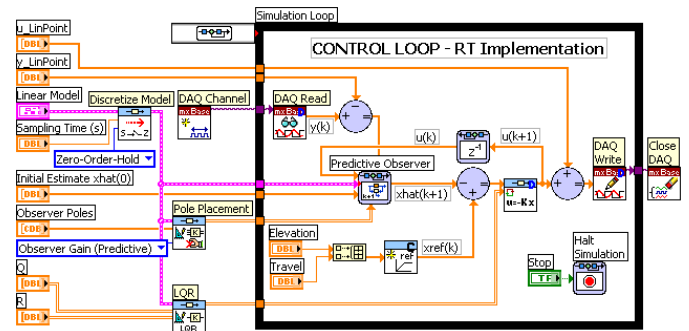 u_LinPoint
DBL
y_LinPoint
DBL
Linear Model
Discretize Model
S→Z
Sampling Time (s)
DBL
Zero-Order-Hold
Initial Estimate xhat(0)
DBL
Observer Poles
CDB
Pole Placement
Observer Gain (Predictive)
Q
DBL
R
DBL
LQR
LQR
Simulation Loop
CONTROL LOOP - RT Implementation
DAQ Channel
mxBase
DAQ Read
mxBase
y(k)
u(k)
u(k+1)
z⁻¹
Predictive Observer
k+1
xhat(k+1)
u=-Kx
DAQ
Write
Close
DAQ
Elevation
DBL
Travel
DBL
ref
xref(k)
Stop
TF
Halt
Simulation